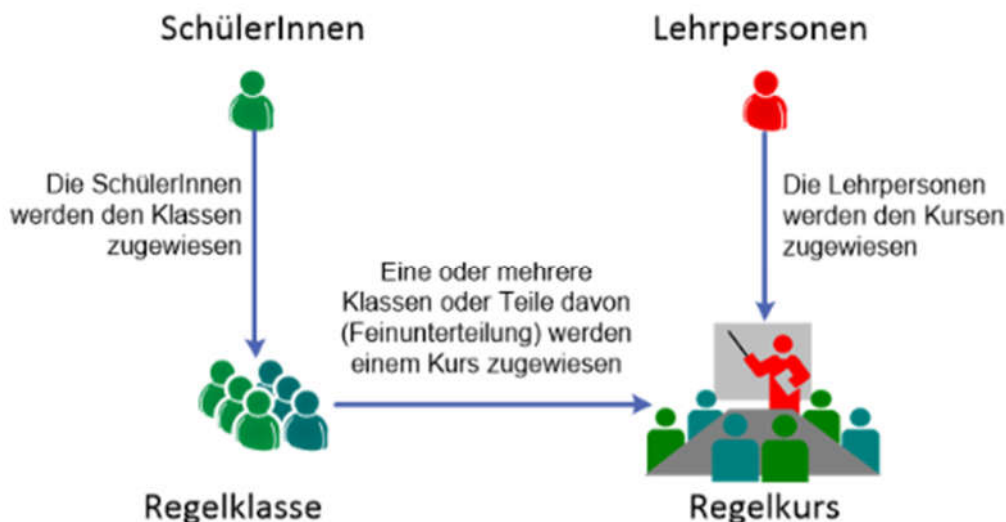 SchülerInnen
Lehrpersonen
Die SchülerInnen
werden den Klassen
zugewiesen
Die Lehrpersonen
werden den Kursen
zugewiesen
Eine oder mehrere
Klassen oder Teile davon
(Feinunterteilung) werden
einem Kurs zugewiesen
Regelklasse
Regelkurs